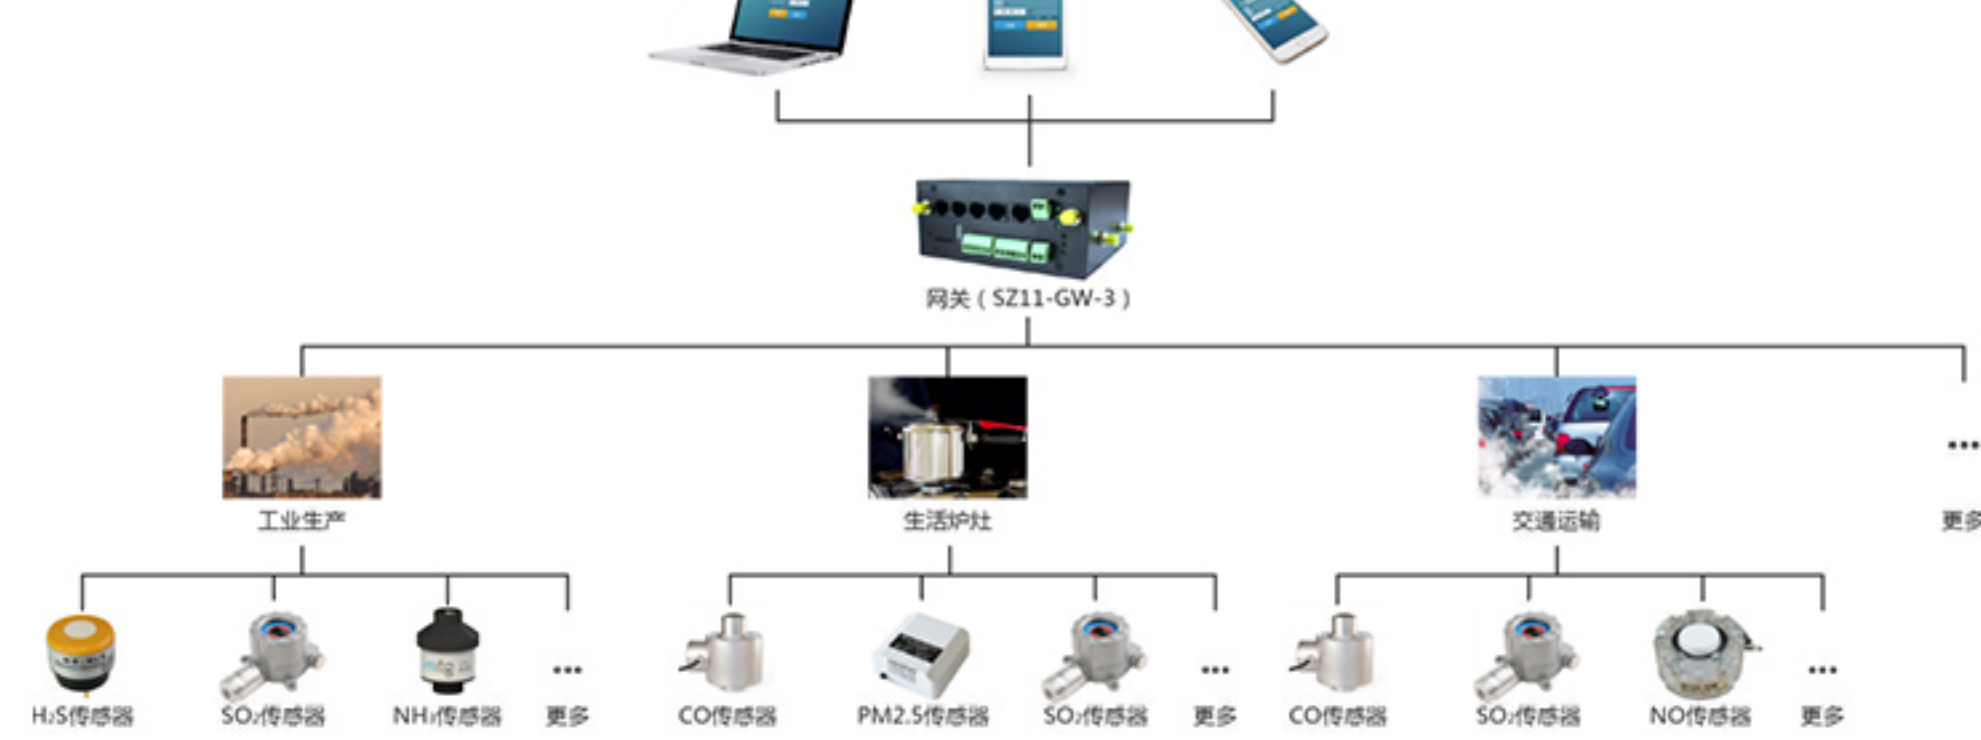 网关（SZ11-GW-3）
工业生产
生活炉灶
交通运输
更多
H₂S传感器
SO₂传感器
NH₃传感器
更多
CO传感器
PM2.5传感器
SO₂传感器
更多
CO传感器
SO₂传感器
NO传感器
更多